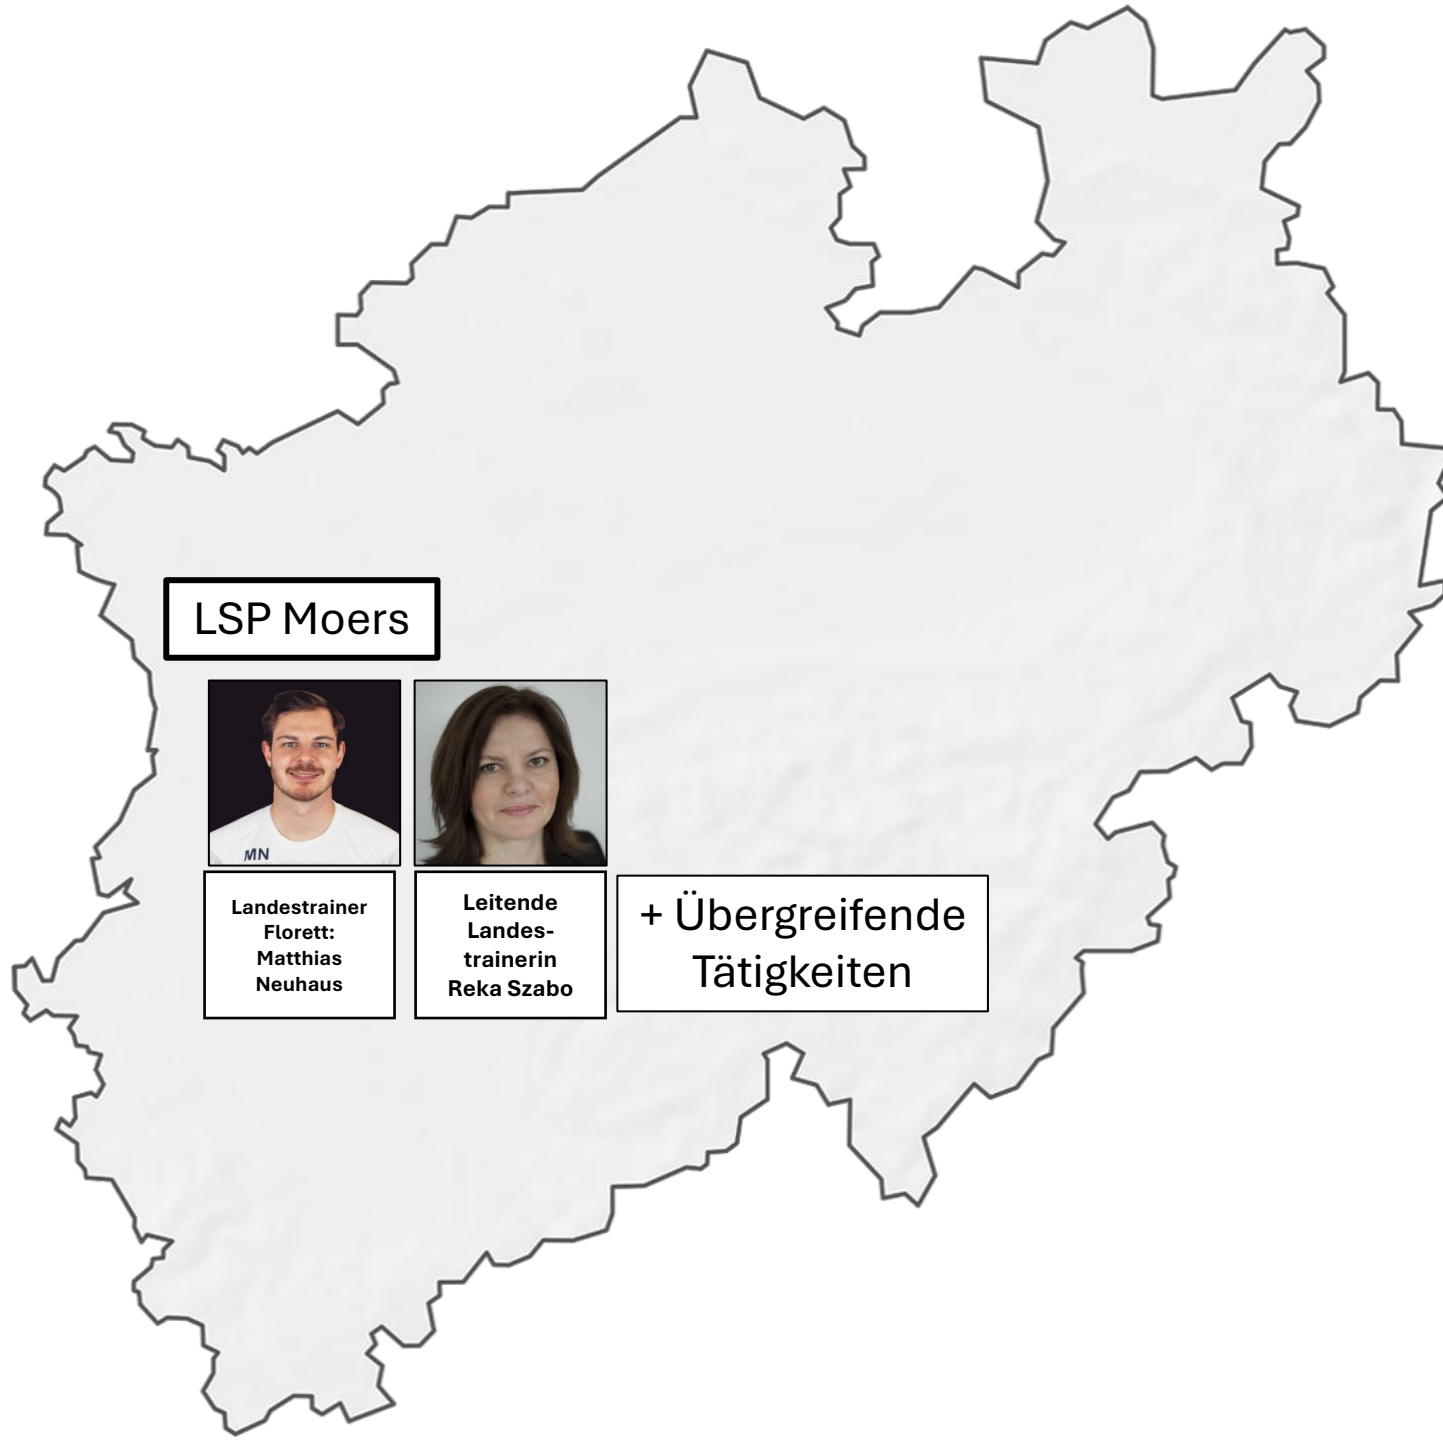 LSP Moers
MN
Landestrainer
Florett:
Matthias
Neuhaus
Leitende
Landes-
trainerin
Reka Szabo
+ Übergreifende
Tätigkeiten